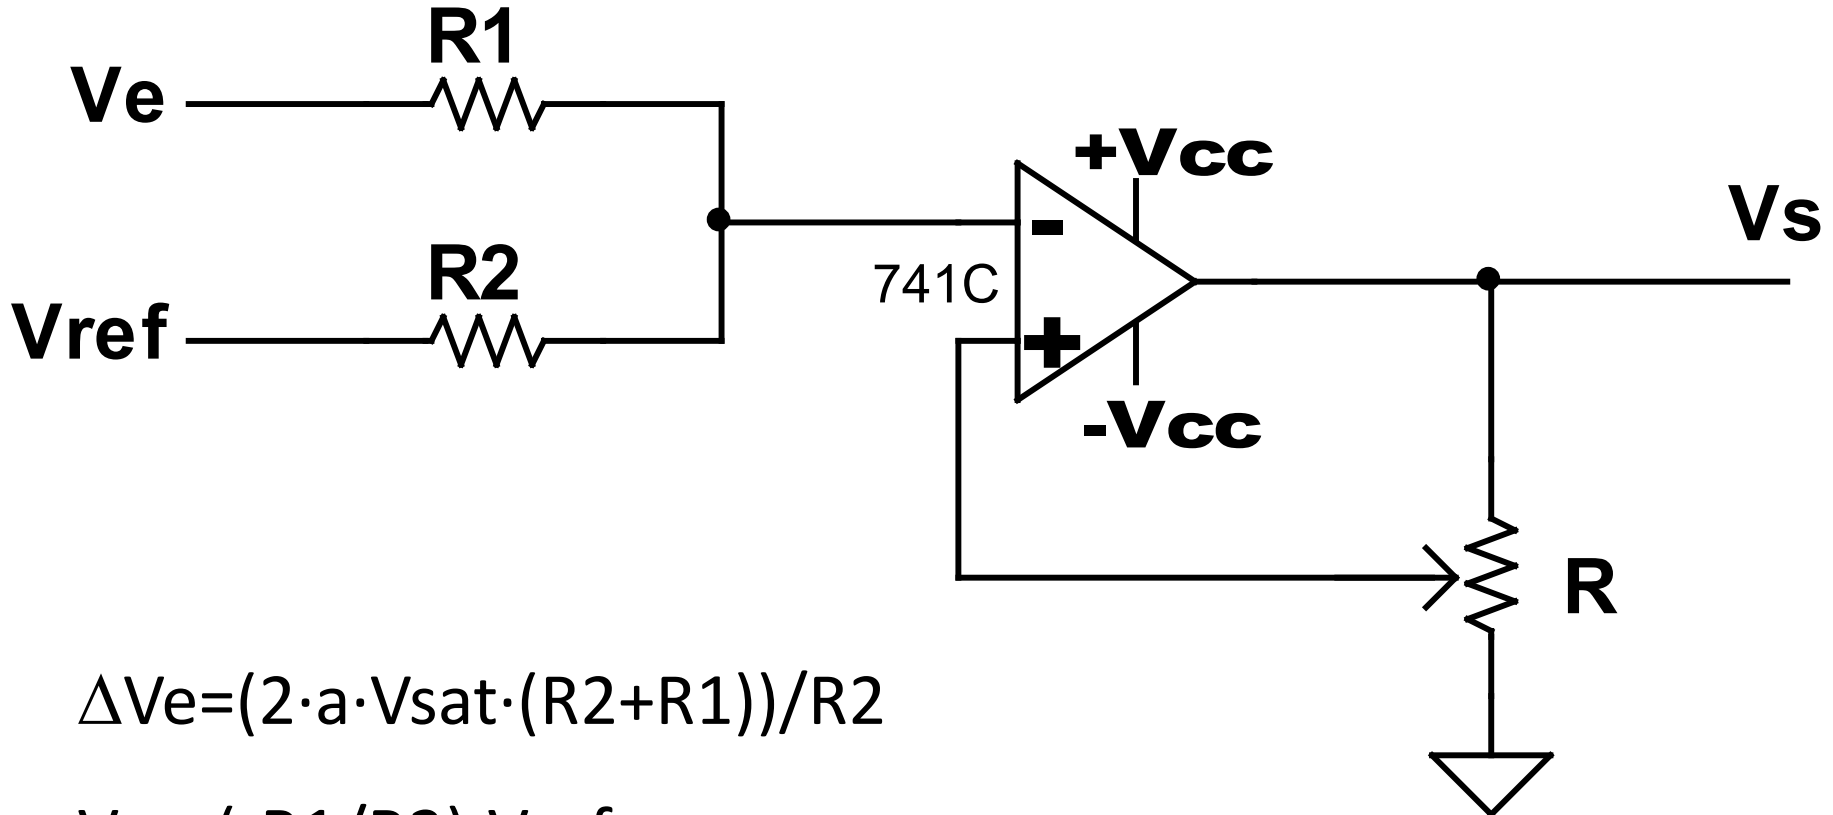 R1
Ve
R2
Vref
+Vcc
741C
-
+
-Vcc
Vs
R
ΔVe=(2·a·Vsat·(R2+R1))/R2